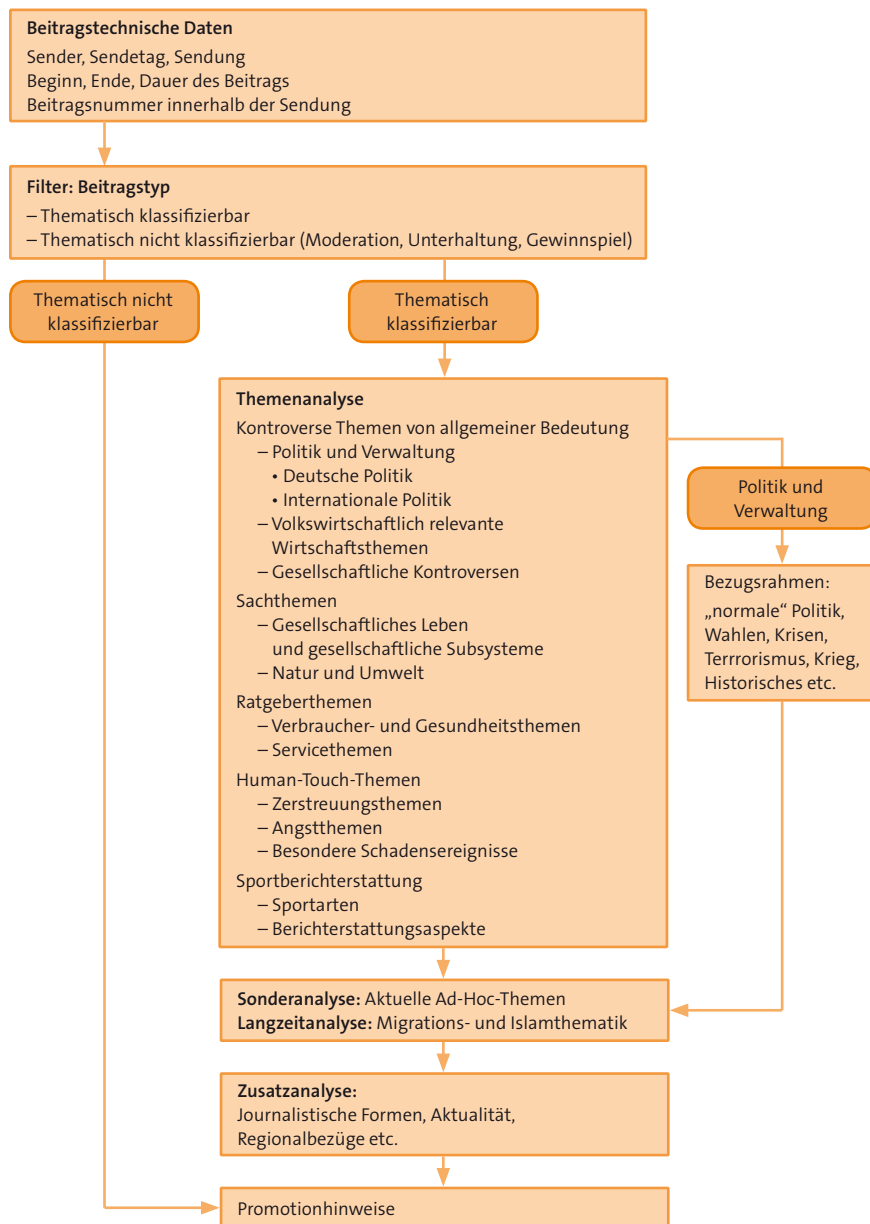 Beitragstechnische Daten
Sender, Sendetag, Sendung
Beginn, Ende, Dauer des Beitrags
Beitragsnummer innerhalb der Sendung
Filter: Beitragstyp
– Thematisch klassifizierbar
– Thematisch nicht klassifizierbar (Moderation, Unterhaltung, Gewinnspiel)
Thematisch nicht
klassifizierbar
Thematisch
klassifizierbar
Themenanalyse
Kontroverse Themen von allgemeiner Bedeutung
– Politik und Verwaltung
• Deutsche Politik
• Internationale Politik
– Volkswirtschaftlich relevante
Wirtschaftsthemen
– Gesellschaftliche Kontroversen
Sachthemen
– Gesellschaftliches Leben
und gesellschaftliche Subsysteme
– Natur und Umwelt
Ratgeberthemen
– Verbraucher- und Gesundheitsthemen
– Servicethemen
Human-Touch-Themen
– Zerstreuungsthemen
– Angstthemen
– Besondere Schadensereignisse
Sportberichterstattung
– Sportarten
– Berichterstattungsaspekte
Politik und
Verwaltung
Bezugsrahmen:
„normale“ Politik,
Wahlen, Krisen,
Terrrorismus, Krieg,
Historisches etc.
Sonderanalyse: Aktuelle Ad-Hoc-Themen
Langzeitanalyse: Migrations- und Islamthematik
Zusatzanalyse:
Journalistische Formen, Aktualität,
Regionalbezüge etc.
Promotionhinweise